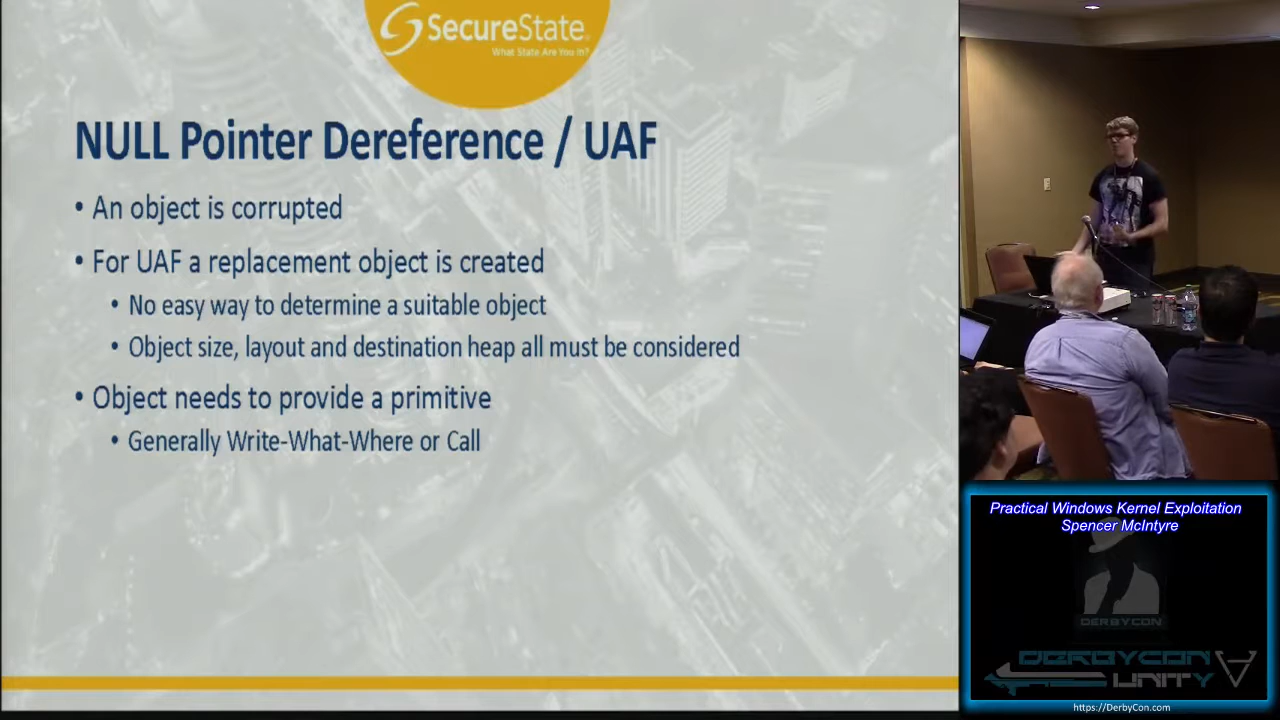 SecureState
What State Are You In?
NULL Pointer Dereference / UAF
• An object is corrupted
• For UAF a replacement object is created
• No easy way to determine a suitable object
• Object size, layout and destination heap all must be considered
• Object needs to provide a primitive
• Generally Write-What-Where or Call
Practical Windows Kernel Exploitation
Spencer McIntyre
DERBYCON
DERBYCON
UNITY
https://DerbyCon.com